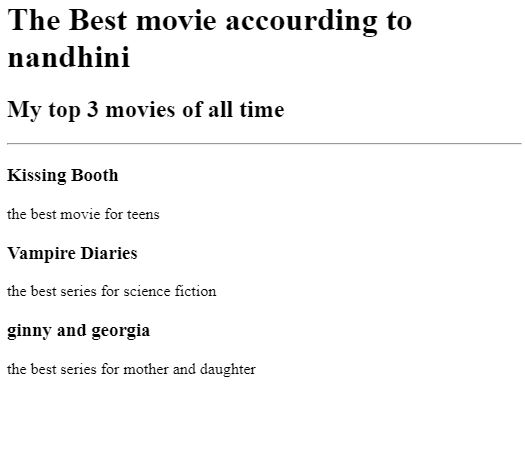 The Best movie accourding to
nandhini
My top 3 movies of all time
Kissing Booth
the best movie for teens
Vampire Diaries
the best series for science fiction
ginny and georgia
the best series for mother and daughter